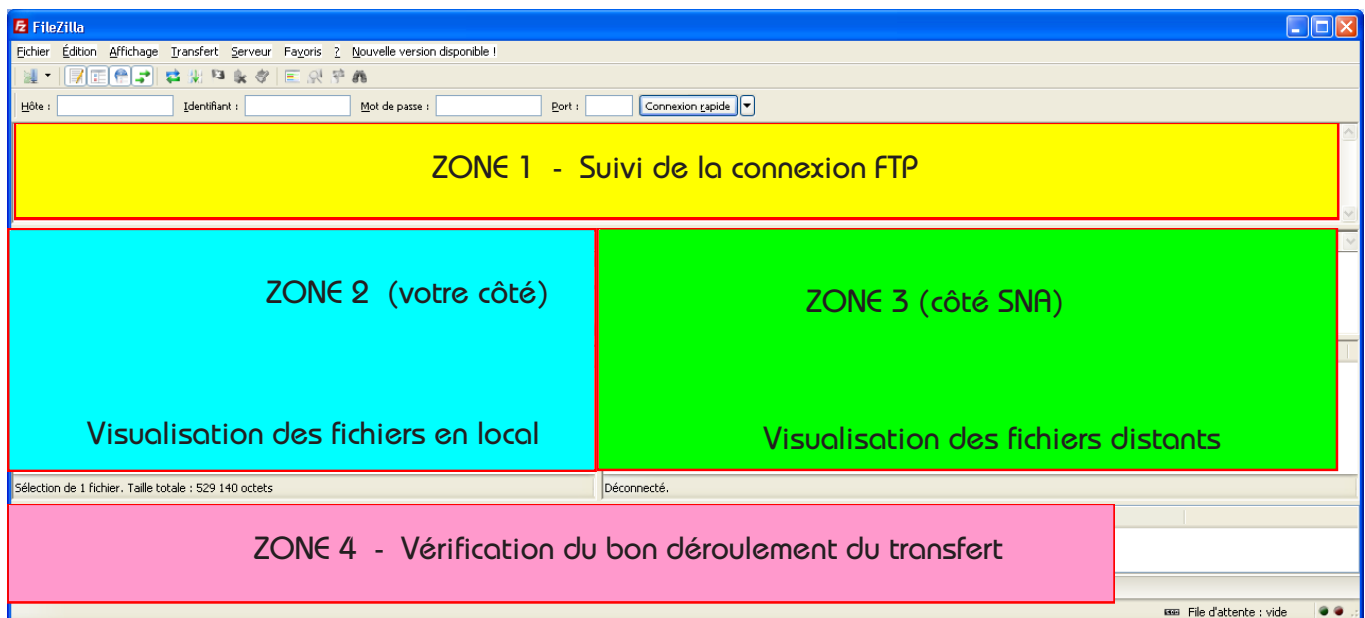 FileZilla
Fichier Édition Affichage Transfert Serveur Favoris ? Nouvelle version disponible !
Hôte : Identifiant : Mot de passe : Port : Connexion rapide
ZONE 1 - Suivi de la connexion FTP
ZONE 2 (votre côté)
ZONE 3 (côté SNA)
Visualisation des fichiers en local
Visualisation des fichiers distants
Sélection de 1 fichier. Taille totale : 529 140 octets
Déconnecté.
ZONE 4 - Vérification du bon déroulement du transfert
File d'attente : vide